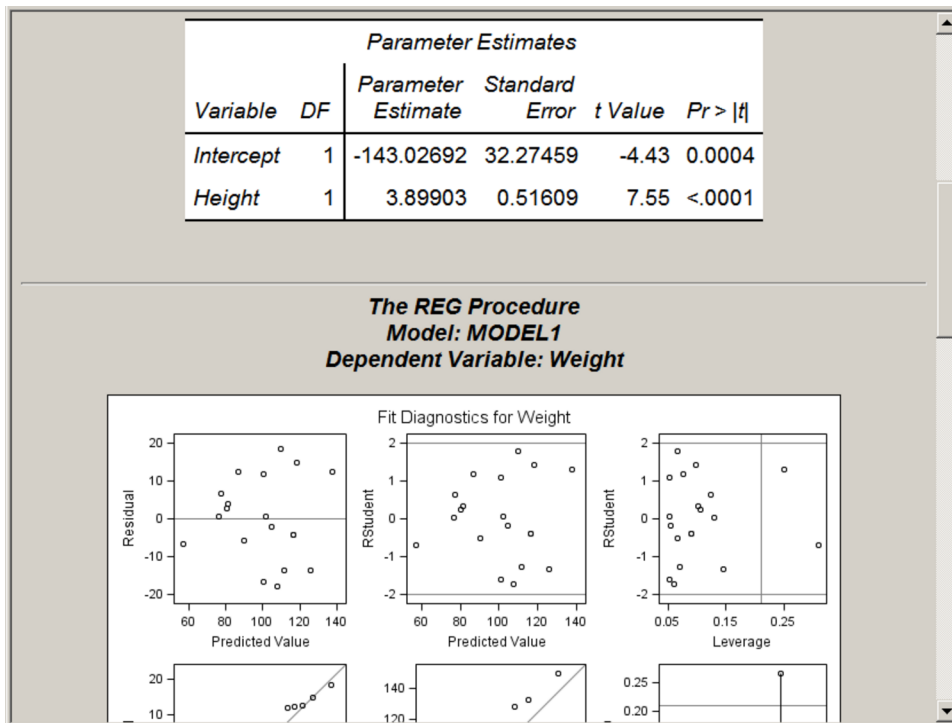 Parameter Estimates
Variable DF Parameter Estimate Standard Error t Value Pr > |t|
Intercept 1 -143.02692 32.27459 -4.43 0.0004
Height 1 3.89903 0.51609 7.55 <.0001
The REG Procedure
Model: MODEL1
Dependent Variable: Weight
Fit Diagnostics for Weight
Residual
20
10
0
-10
-20
60 80 100 120 140
Predicted Value
RStudent
2
1
0
-1
-2
60 80 100 120 140
Predicted Value
RStudent
2
1
0
-1
-2
0.05 0.15 0.25
Leverage
20
10
140
120
0.25
0.20